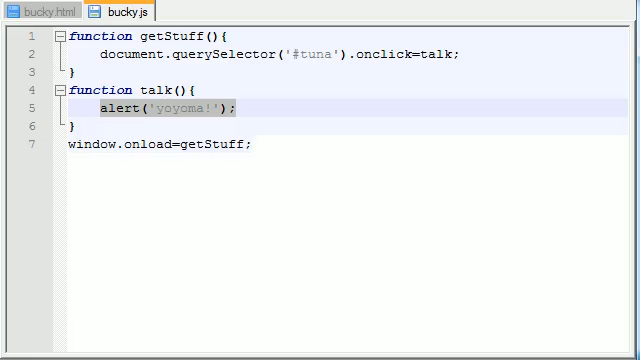 bucky.html bucky.js
1 function getStuff(){
2 document.querySelector('#tuna').onclick=talk;
3 }
4 function talk(){
5 alert('yoyoma!');
6 }
7 window.onload=getStuff;